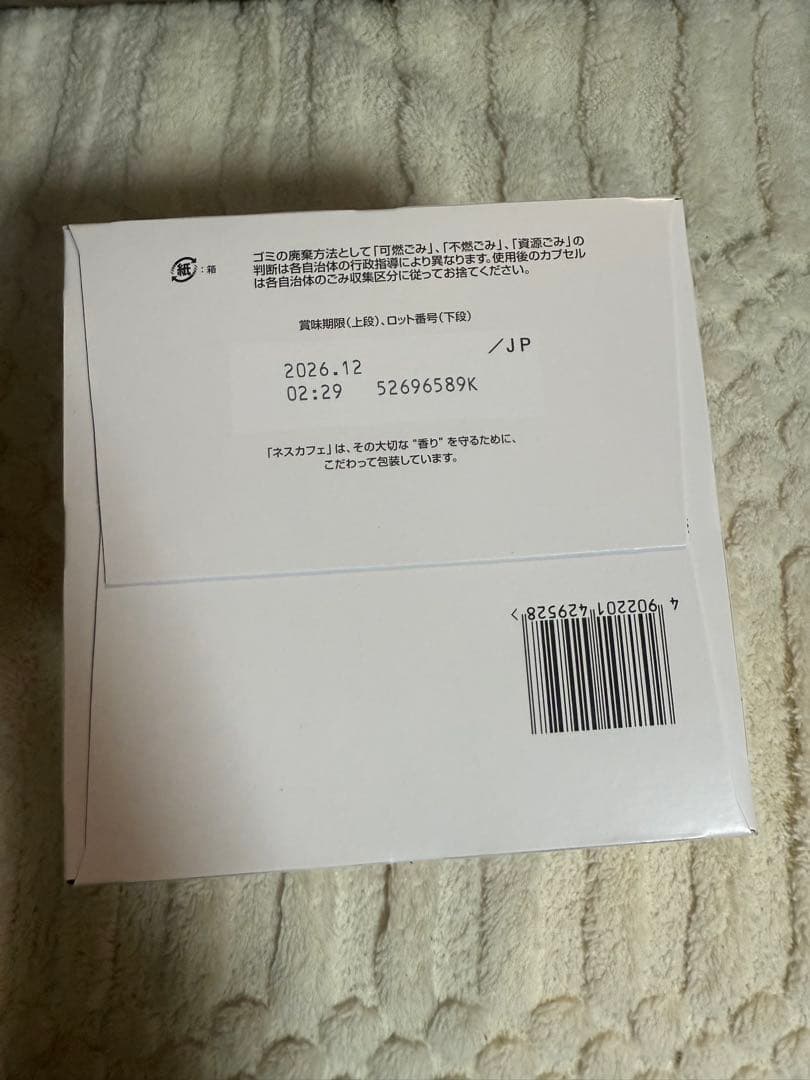 紙 : 箱
ゴミの廃棄方法として「可燃ごみ」、「不燃ごみ」、「資源ごみ」の
判断は各自治体の行政指導により異なります。使用後のカプセル
は各自治体のごみ収集区分に従ってお捨てください。
賞味期限(上段)、ロット番号(下段)
/JP
2026.12
02:29 52696589K
「ネスカフェ」は、その大切な “香り” を守るために、
こだわって包装しています。
4 902201 429528 >